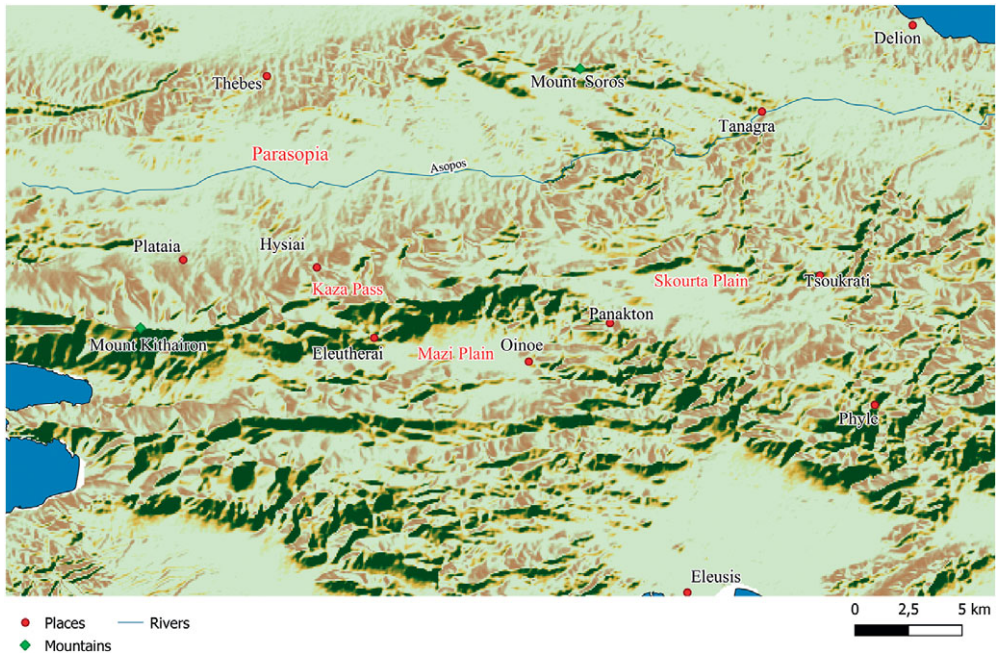 Delion
Thebes
Mount Soros
Tanagra
Parasopia
Asopos
Plataia
Hysiai
Kaza Pass
Skourta Plain
Tsoukrati
Panakton
Mount Kithairon
Eleutherai
Mazi Plain
Oinoe
Phyle
Eleusis
0 2,5 5 km
Places
Rivers
Mountains